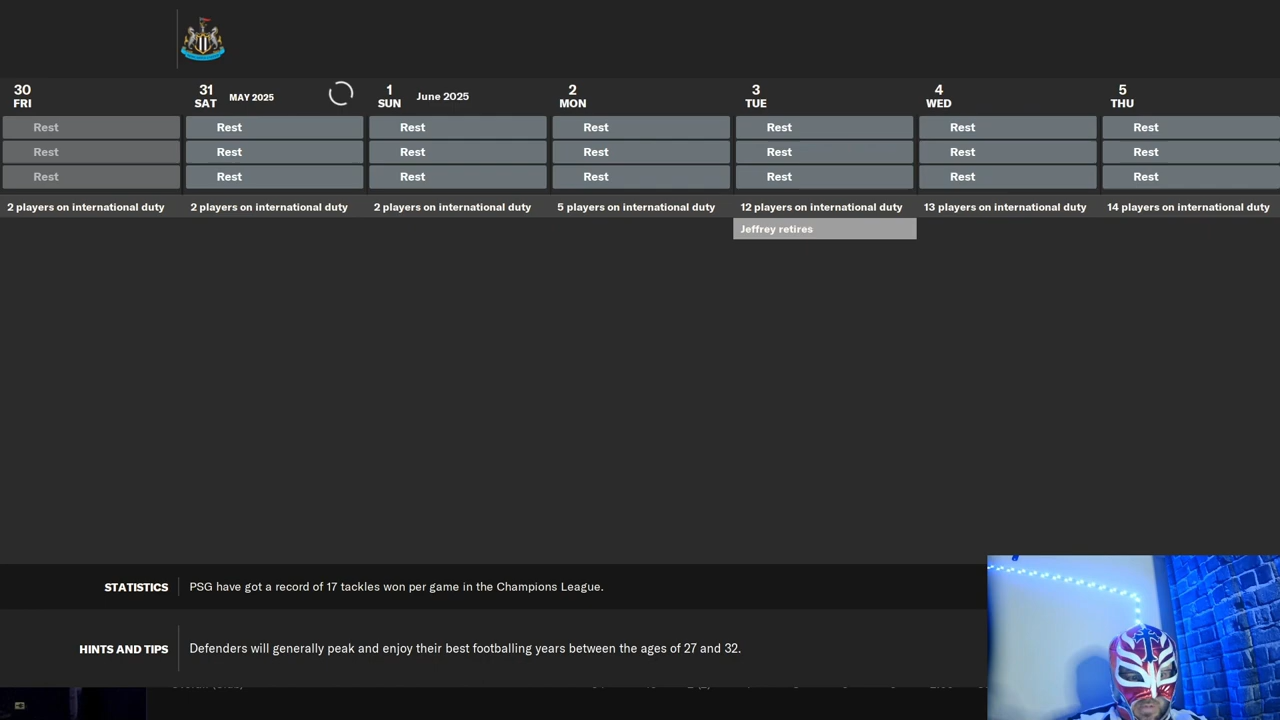 30
FRI
31
SAT MAY 2025
1
SUN June 2025
2
MON
3
TUE
4
WED
5
THU
Rest Rest Rest Rest Rest Rest Rest
Rest Rest Rest Rest Rest Rest Rest
Rest Rest Rest Rest Rest Rest Rest
2 players on international duty 2 players on international duty 2 players on international duty 5 players on international duty 12 players on international duty 13 players on international duty 14 players on international duty
Jeffrey retires
STATISTICS PSG have got a record of 17 tackles won per game in the Champions League.
HINTS AND TIPS Defenders will generally peak and enjoy their best footballing years between the ages of 27 and 32.